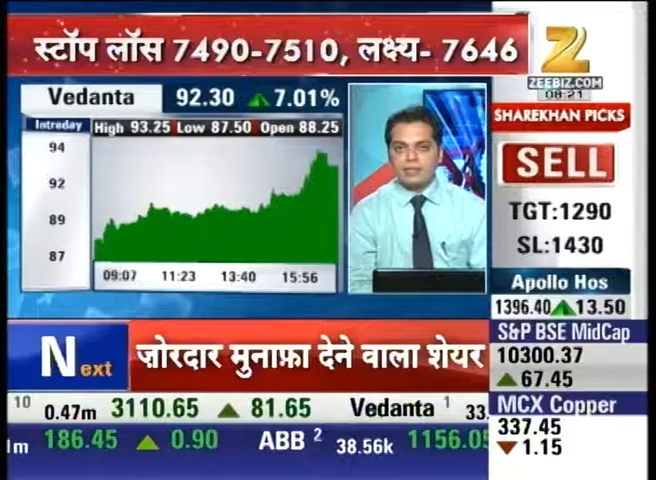 स्टॉप लॉस 7490-7510, लक्ष्य- 7646
Z
ZEEBIZ.COM
08:21
Vedanta 92.30 7.01%
Intraday High 93.25 Low 87.50 Open 88.25
94
92
89
87
09:07 11:23 13:40 15:56
SHAREKHAN PICKS
SELL
TGT:1290
SL:1430
Apollo Hos
1396.40 13.50
S&P BSE MidCap
10300.37
67.45
MCX Copper
337.45
1.15
Next
ज़ोरदार मुनाफ़ा देने वाला शेयर
10 0.47m 3110.65 81.65 Vedanta 1 33.
m 186.45 0.90 ABB 2 38.56k 1156.05